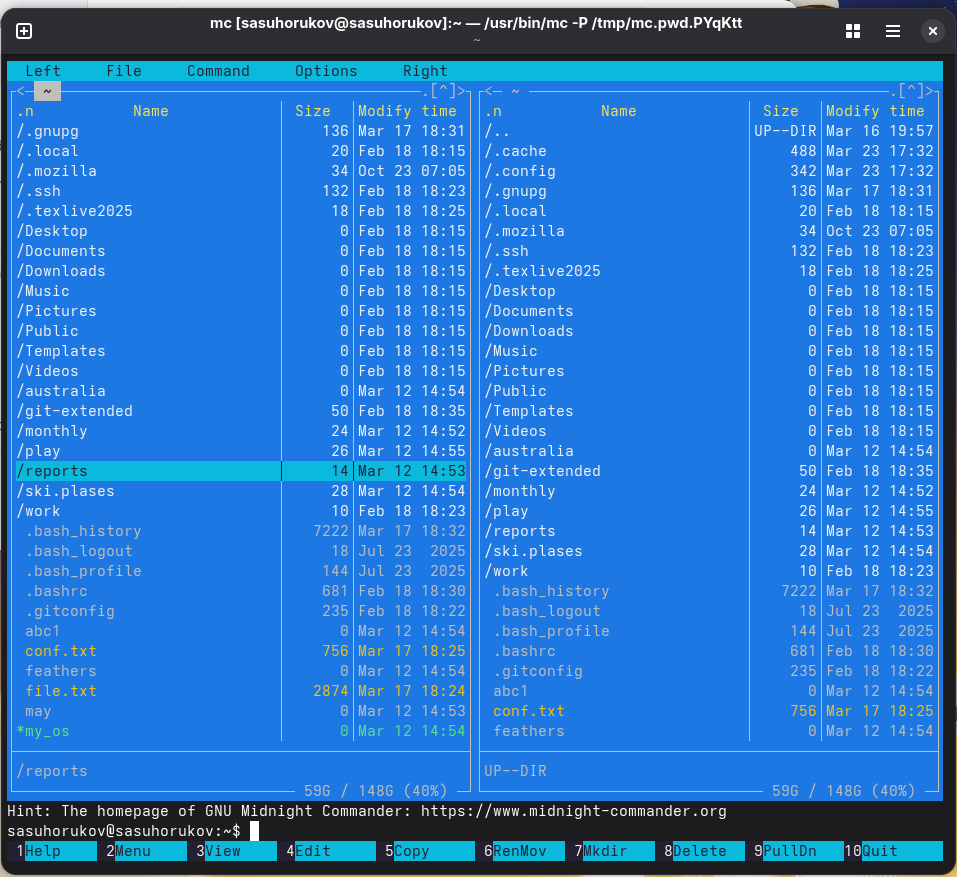 mc [sasuhorukov@sasuhorukov]:~ — /usr/bin/mc -P /tmp/mc.pwd.PYqKtt
~
Left File Command Options Right
<─ ~ .[^]>
.n Name Size Modify time
/.gnupg 136 Mar 17 18:31
/.local 20 Feb 18 18:15
/.mozilla 34 Oct 23 07:05
/.ssh 132 Feb 18 18:23
/.texlive2025 18 Feb 18 18:25
/Desktop 0 Feb 18 18:15
/Documents 0 Feb 18 18:15
/Downloads 0 Feb 18 18:15
/Music 0 Feb 18 18:15
/Pictures 0 Feb 18 18:15
/Public 0 Feb 18 18:15
/Templates 0 Feb 18 18:15
/Videos 0 Feb 18 18:15
/australia 0 Mar 12 14:54
/git-extended 50 Feb 18 18:35
/monthly 24 Mar 12 14:52
/play 26 Mar 12 14:55
/reports 14 Mar 12 14:53
/ski.plases 28 Mar 12 14:54
/work 10 Feb 18 18:23
.bash_history 7222 Mar 17 18:32
.bash_logout 18 Jul 23 2025
.bash_profile 144 Jul 23 2025
.bashrc 681 Feb 18 18:30
.gitconfig 235 Feb 18 18:22
abc1 0 Mar 12 14:54
conf.txt 756 Mar 17 18:25
feathers 0 Mar 12 14:54
file.txt 2874 Mar 17 18:24
may 0 Mar 12 14:53
*my_os 0 Mar 12 14:54
/reports
59G / 148G (40%)
<─ ~ .[^]>
.n Name Size Modify time
/.. UP--DIR Mar 16 19:57
/.cache 488 Mar 23 17:32
/.config 342 Mar 23 17:32
/.gnupg 136 Mar 17 18:31
/.local 20 Feb 18 18:15
/.mozilla 34 Oct 23 07:05
/.ssh 132 Feb 18 18:23
/.texlive2025 18 Feb 18 18:25
/Desktop 0 Feb 18 18:15
/Documents 0 Feb 18 18:15
/Downloads 0 Feb 18 18:15
/Music 0 Feb 18 18:15
/Pictures 0 Feb 18 18:15
/Public 0 Feb 18 18:15
/Templates 0 Feb 18 18:15
/Videos 0 Feb 18 18:15
/australia 0 Mar 12 14:54
/git-extended 50 Feb 18 18:35
/monthly 24 Mar 12 14:52
/play 26 Mar 12 14:55
/reports 14 Mar 12 14:53
/ski.plases 28 Mar 12 14:54
/work 10 Feb 18 18:23
.bash_history 7222 Mar 17 18:32
.bash_logout 18 Jul 23 2025
.bash_profile 144 Jul 23 2025
.bashrc 681 Feb 18 18:30
.gitconfig 235 Feb 18 18:22
abc1 0 Mar 12 14:54
conf.txt 756 Mar 17 18:25
feathers 0 Mar 12 14:54
UP--DIR
59G / 148G (40%)
Hint: The homepage of GNU Midnight Commander: https://www.midnight-commander.org
sasuhorukov@sasuhorukov:~$
1Help 2Menu 3View 4Edit 5Copy 6RenMov 7Mkdir 8Delete 9PullDn 10Quit